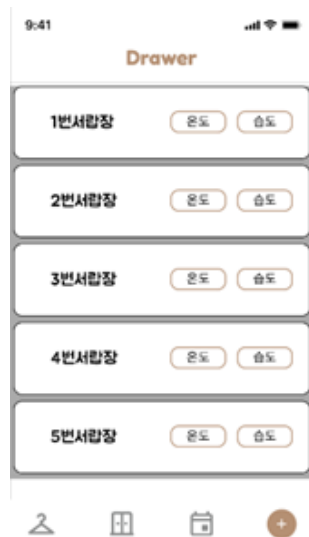 9:41
Drawer
1번서랍장 온도 습도
2번서랍장 온도 습도
3번서랍장 온도 습도
4번서랍장 온도 습도
5번서랍장 온도 습도